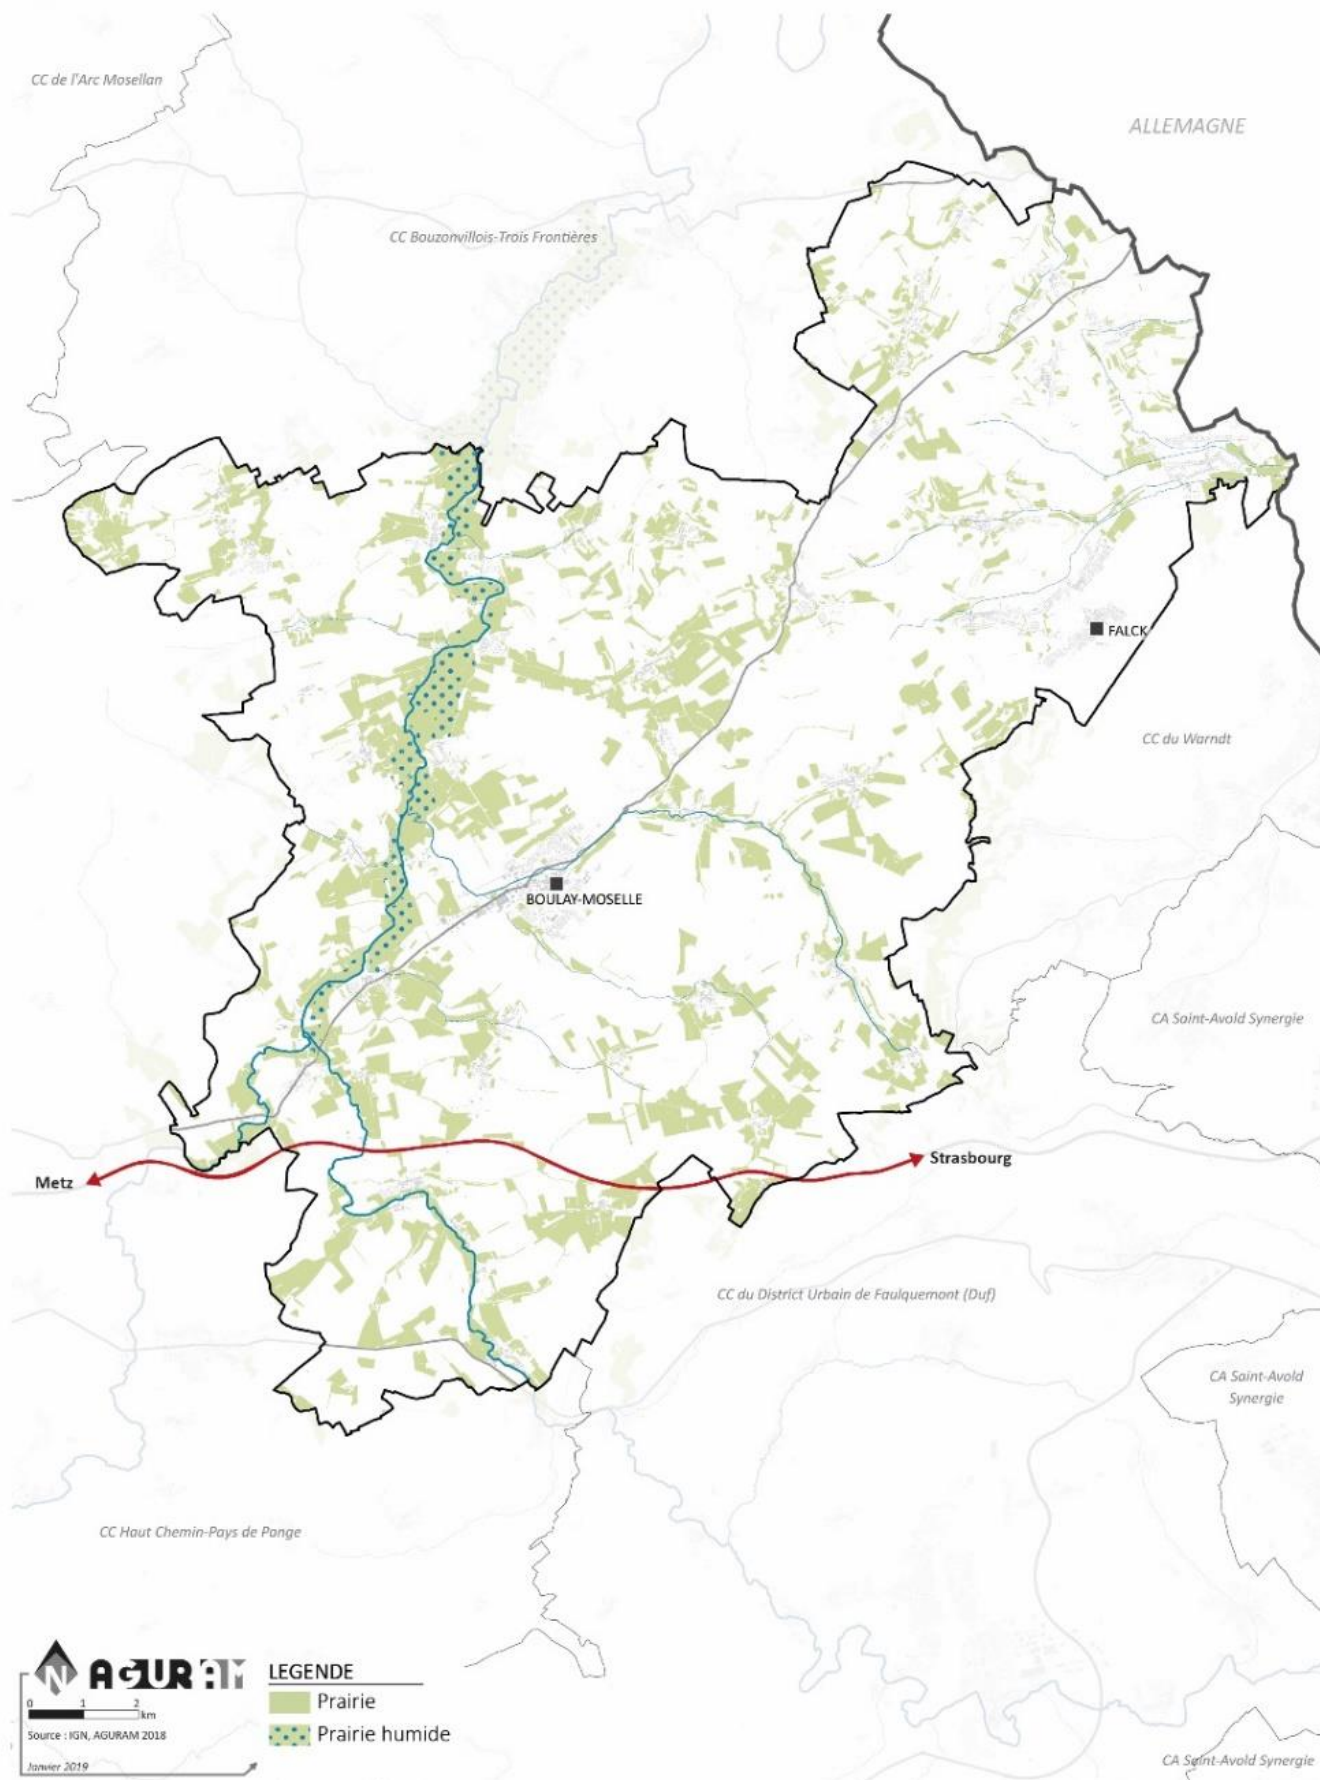 CC de l'Arc Mosellan
ALLEMAGNE
CC Bouzonvillois-Trois Frontières
FALCK
CC du Warndt
BOULAY-MOSELLE
CA Saint-Avold Synergie
Metz
Strasbourg
CC du District Urbain de Faulquemont (Duf)
CA Saint-Avold
Synergie
CC Haut Chemin-Pays de Pange
N AGURAM
0 1 2
km
Source : IGN, AGURAM 2018
Janvier 2019
LEGENDE
Prairie
Prairie humide
CA Saint-Avold Synergie